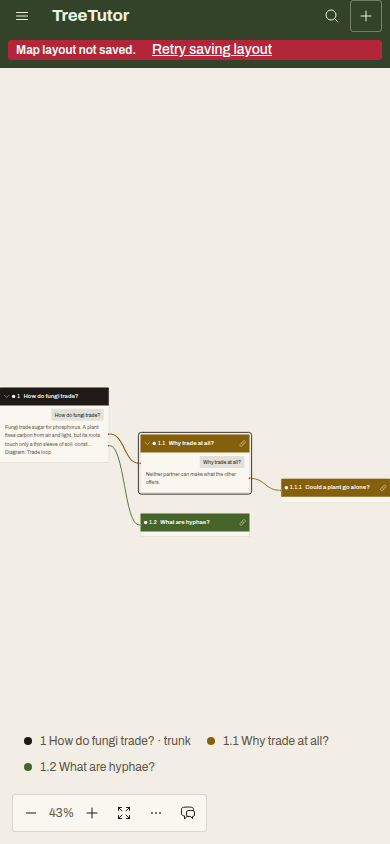 TreeTutor
Map layout not saved. Retry saving layout
1 How do fungi trade?
How do fungi trade?
Fungi trade sugar for phosphorus. A plant
fixes carbon from air and light, but its roots
touch only a thin sleeve of soil. const...
Diagram: Trade loop
1.1 Why trade at all?
Why trade at all?
Neither partner can make what the other
offers.
1.1.1 Could a plant go alone?
1.2 What are hyphae?
1 How do fungi trade? · trunk
1.1 Why trade at all?
1.2 What are hyphae?
43%